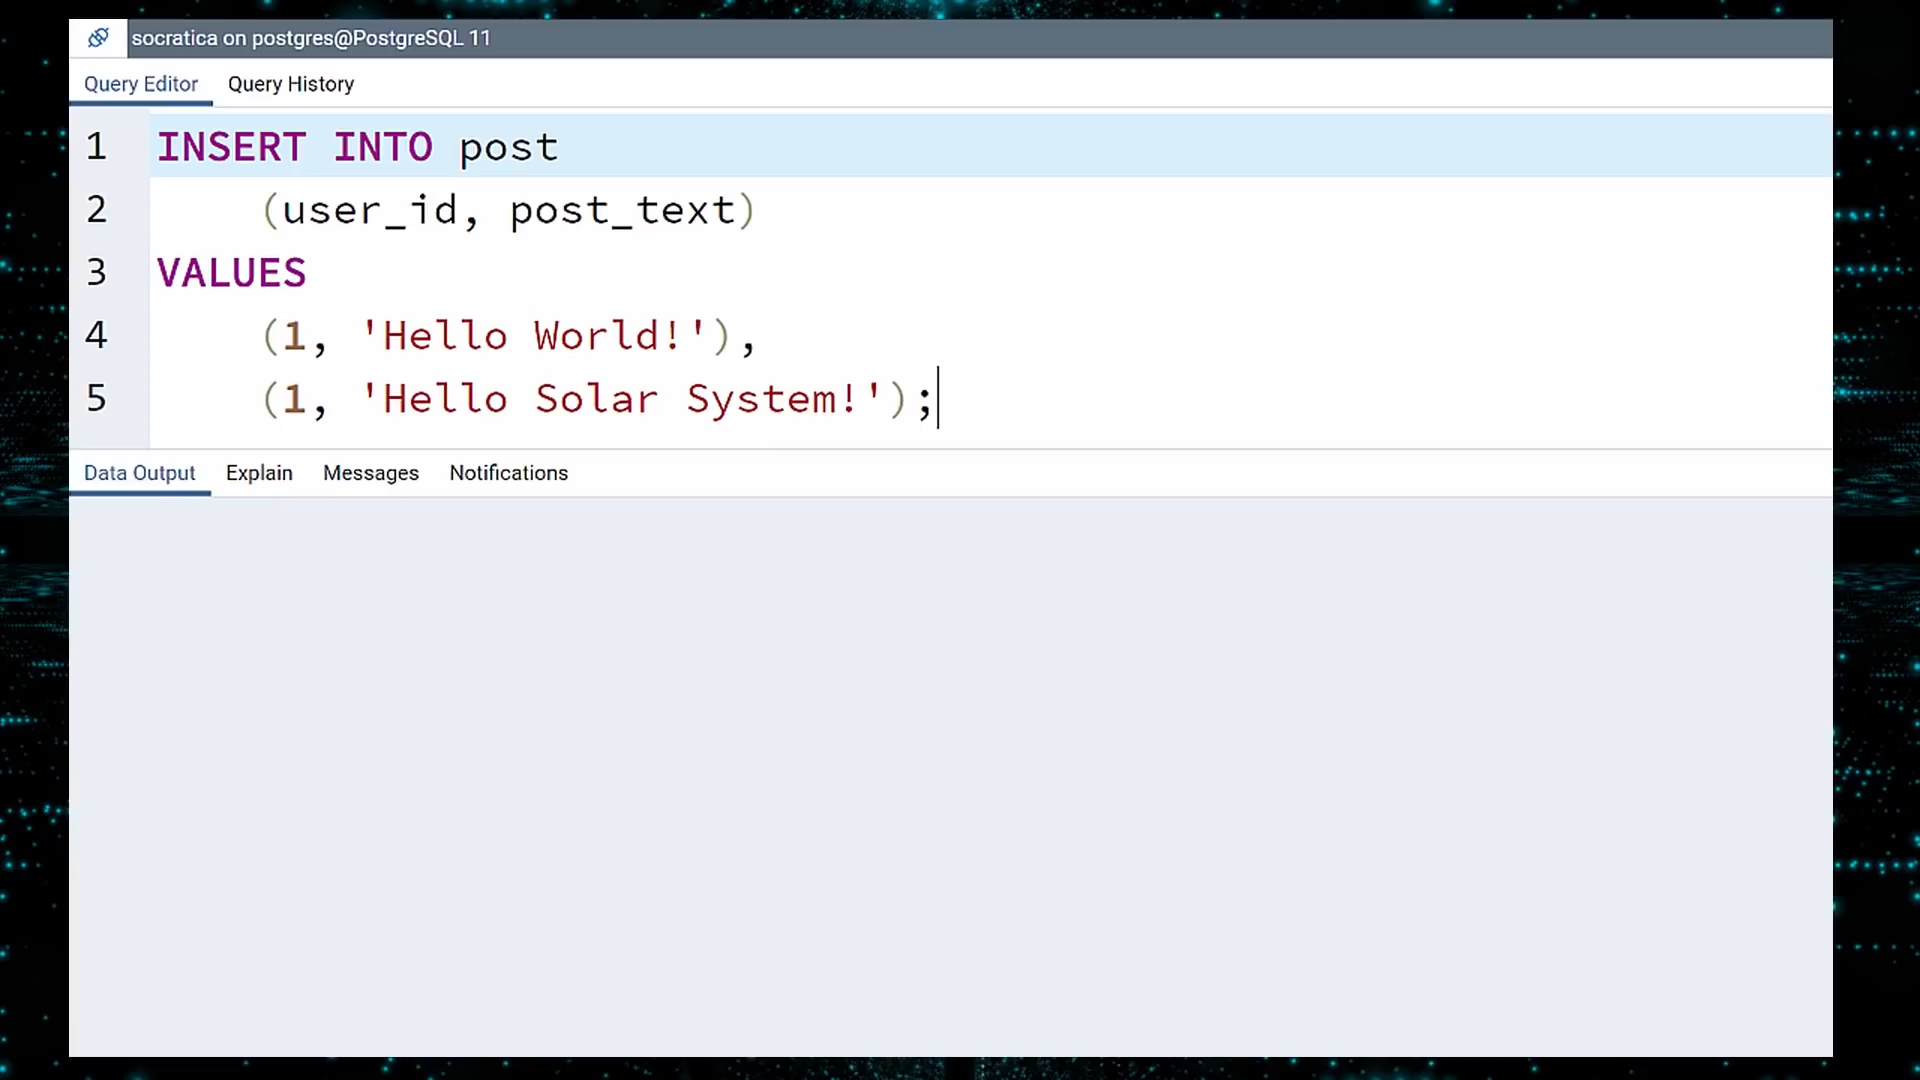 socratica on postgres@PostgreSQL 11
Query Editor Query History
1 INSERT INTO post
2 (user_id, post_text)
3 VALUES
4 (1, 'Hello World!'),
5 (1, 'Hello Solar System!');
Data Output Explain Messages Notifications